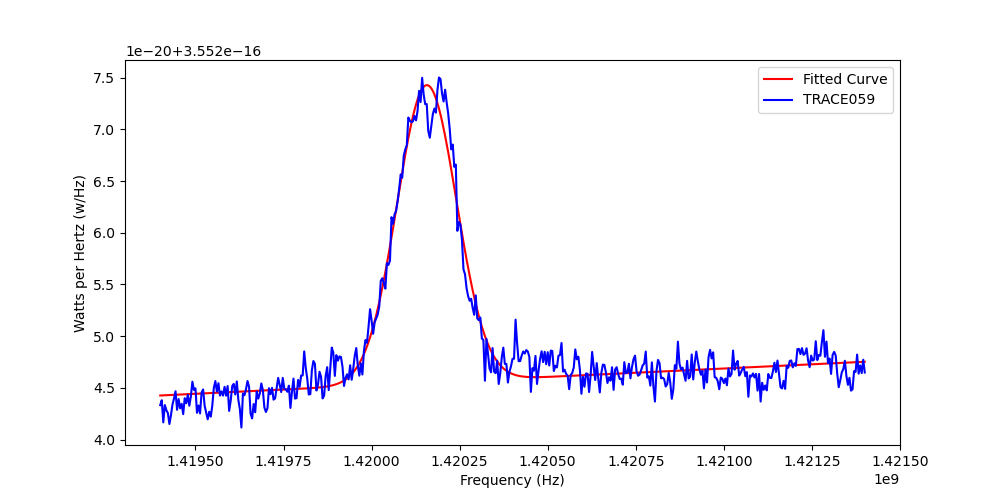 1e−20+3.552e−16
7.5
7.0
6.5
6.0
5.5
5.0
4.5
4.0
Watts per Hertz (w/Hz)
Fitted Curve
TRACE059
1.41950 1.41975 1.42000 1.42025 1.42050 1.42075 1.42100 1.42125 1.42150
1e9
Frequency (Hz)